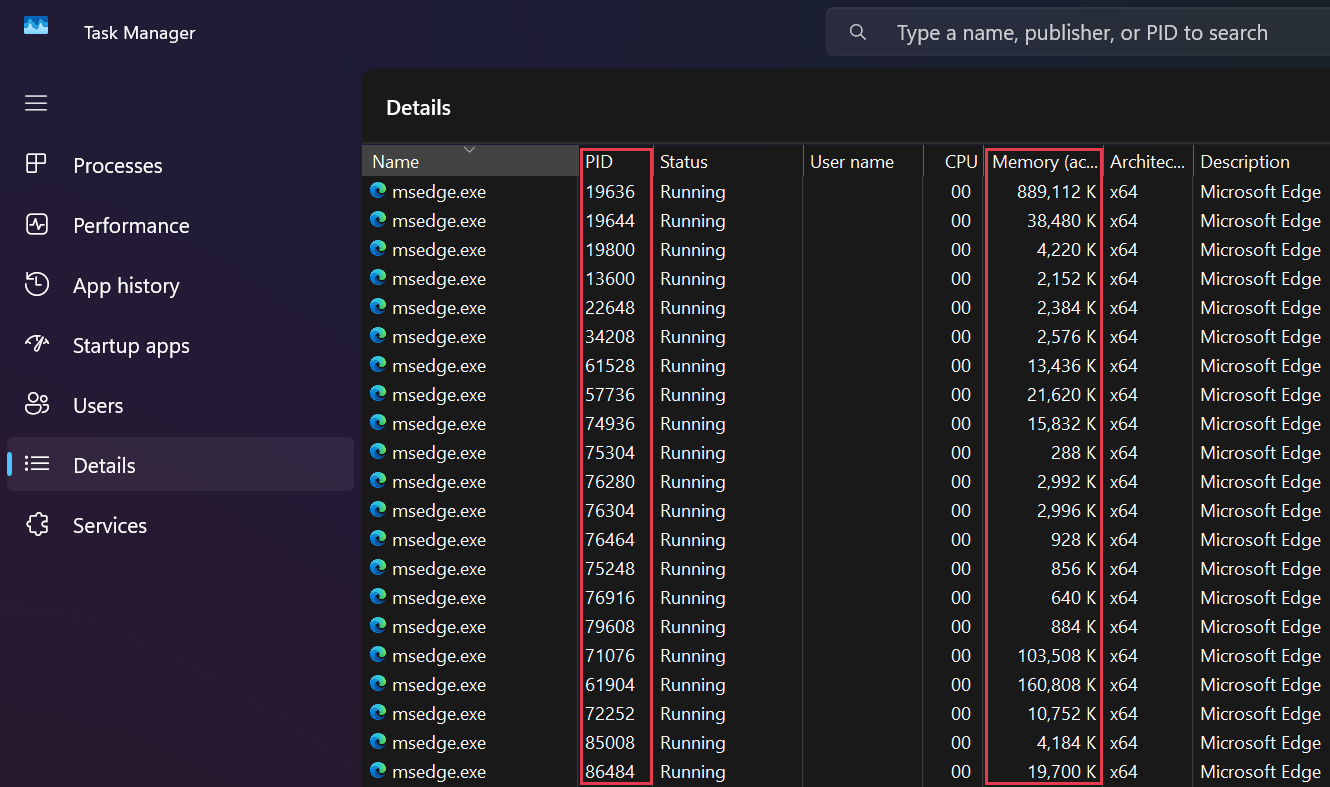 Task Manager
Type a name, publisher, or PID to search
Processes
Performance
App history
Startup apps
Users
Details
Services
Details
Name PID Status User name CPU Memory (ac... Architec... Description
msedge.exe 19636 Running 00 889,112 K x64 Microsoft Edge
msedge.exe 19644 Running 00 38,480 K x64 Microsoft Edge
msedge.exe 19800 Running 00 4,220 K x64 Microsoft Edge
msedge.exe 13600 Running 00 2,152 K x64 Microsoft Edge
msedge.exe 22648 Running 00 2,384 K x64 Microsoft Edge
msedge.exe 34208 Running 00 2,576 K x64 Microsoft Edge
msedge.exe 61528 Running 00 13,436 K x64 Microsoft Edge
msedge.exe 57736 Running 00 21,620 K x64 Microsoft Edge
msedge.exe 74936 Running 00 15,832 K x64 Microsoft Edge
msedge.exe 75304 Running 00 288 K x64 Microsoft Edge
msedge.exe 76280 Running 00 2,992 K x64 Microsoft Edge
msedge.exe 76304 Running 00 2,996 K x64 Microsoft Edge
msedge.exe 76464 Running 00 928 K x64 Microsoft Edge
msedge.exe 75248 Running 00 856 K x64 Microsoft Edge
msedge.exe 76916 Running 00 640 K x64 Microsoft Edge
msedge.exe 79608 Running 00 884 K x64 Microsoft Edge
msedge.exe 71076 Running 00 103,508 K x64 Microsoft Edge
msedge.exe 61904 Running 00 160,808 K x64 Microsoft Edge
msedge.exe 72252 Running 00 10,752 K x64 Microsoft Edge
msedge.exe 85008 Running 00 4,184 K x64 Microsoft Edge
msedge.exe 86484 Running 00 19,700 K x64 Microsoft Edge